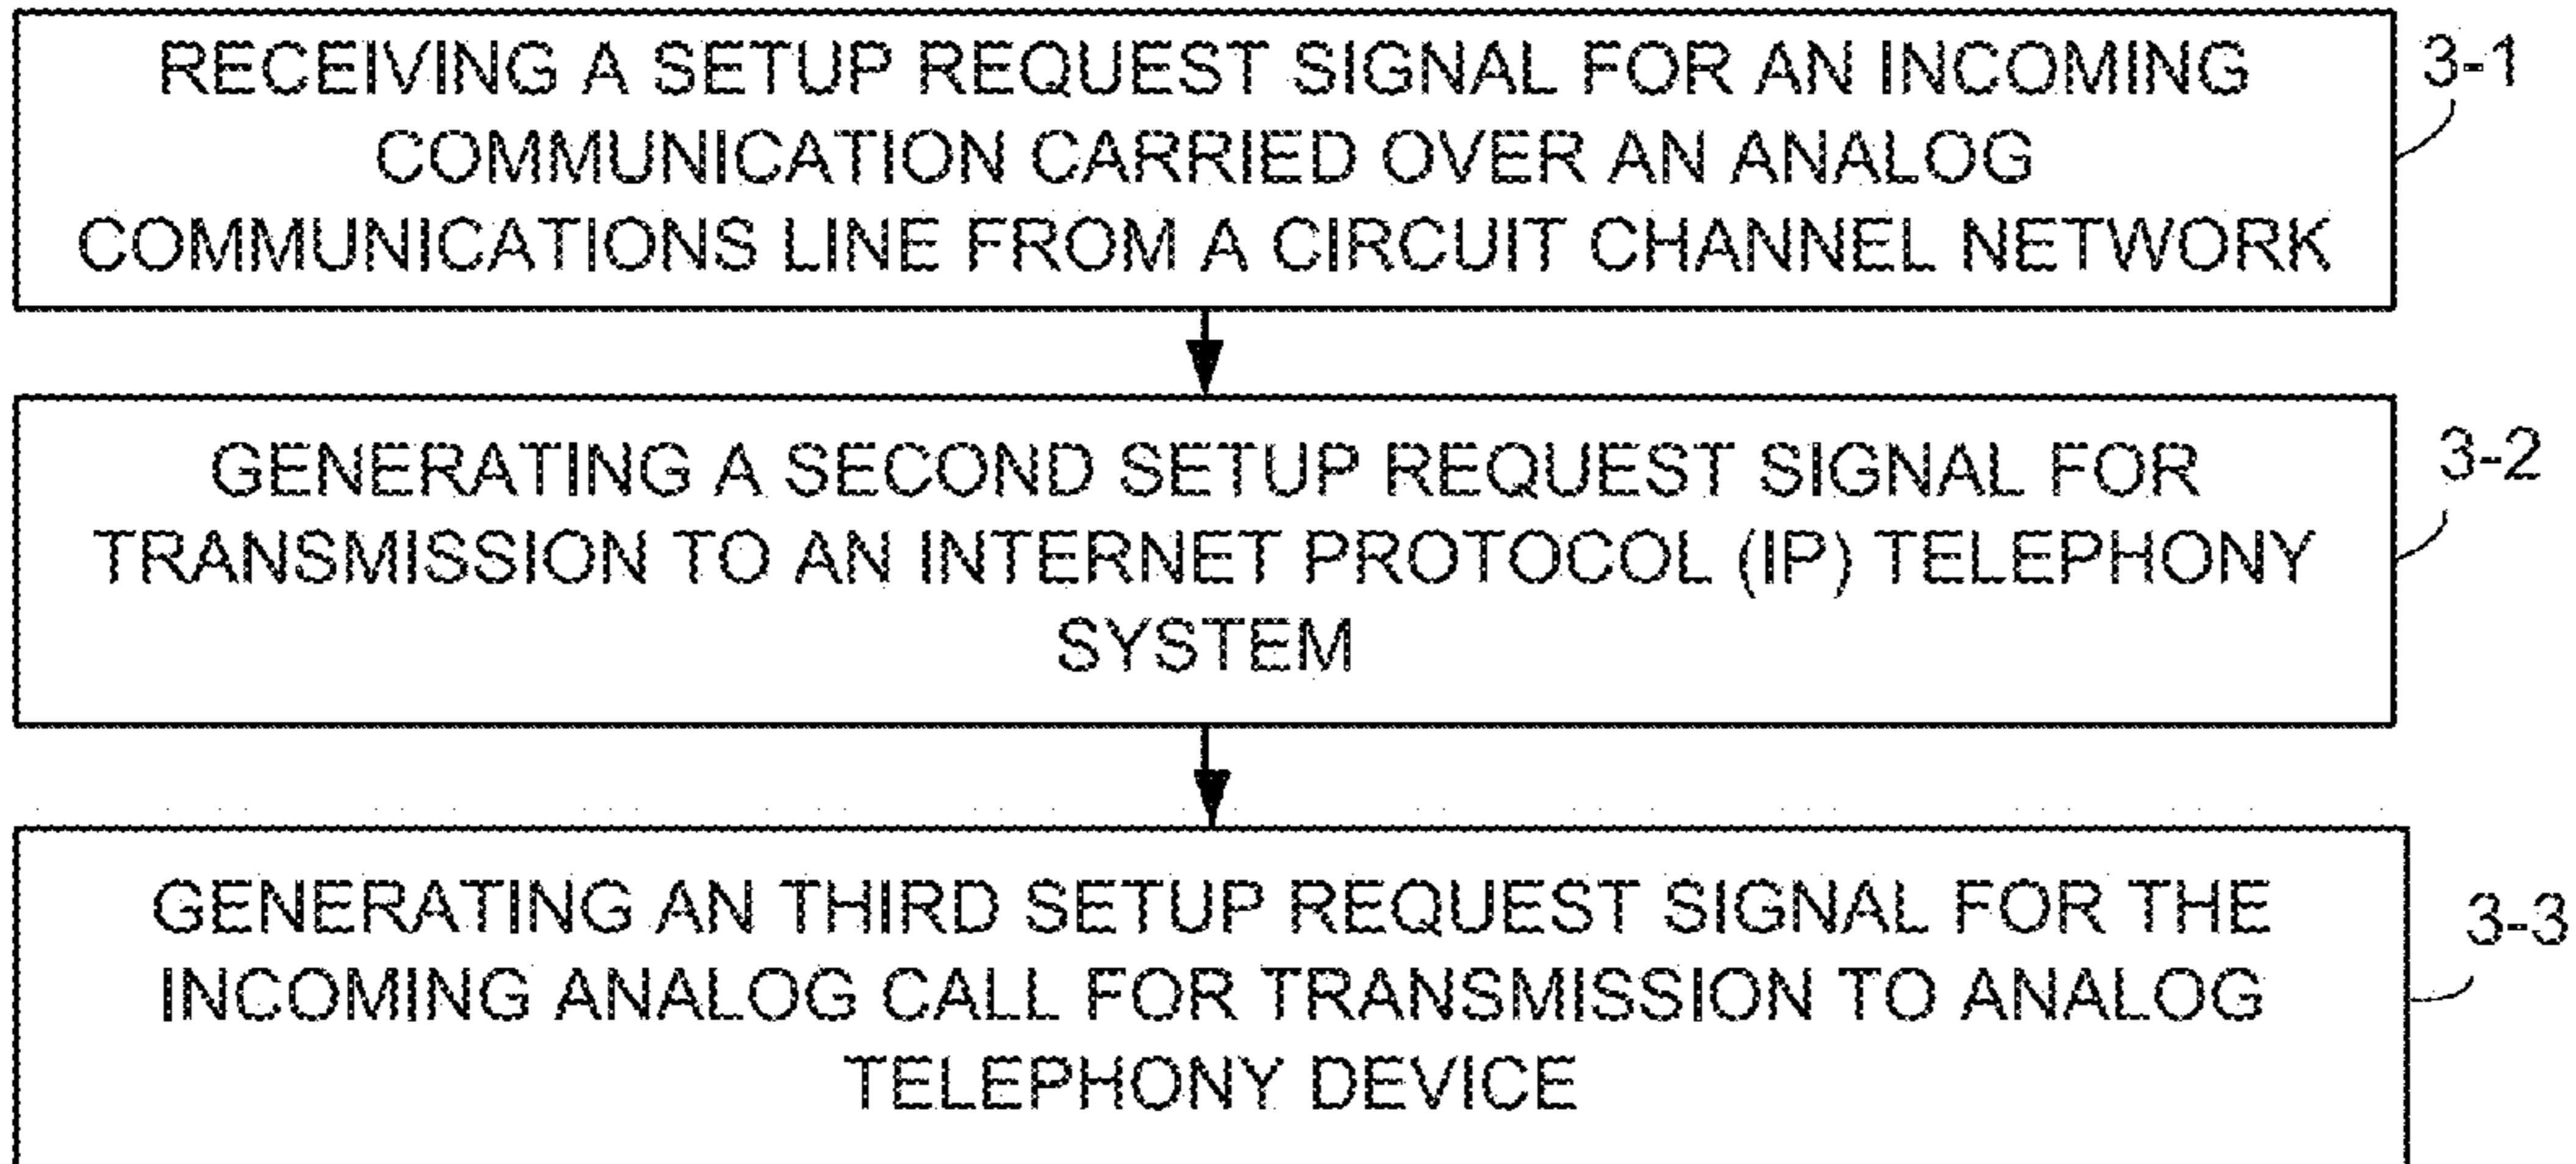 RECEIVING A SETUP REQUEST SIGNAL FOR AN INCOMING
COMMUNICATION CARRIED OVER AN ANALOG
COMMUNICATIONS LINE FROM A CIRCUIT CHANNEL NETWORK
3-1
GENERATING A SECOND SETUP REQUEST SIGNAL FOR
TRANSMISSION TO AN INTERNET PROTOCOL (IP) TELEPHONY
SYSTEM
3-2
GENERATING AN THIRD SETUP REQUEST SIGNAL FOR THE
INCOMING ANALOG CALL FOR TRANSMISSION TO ANALOG
TELEPHONY DEVICE
3-3